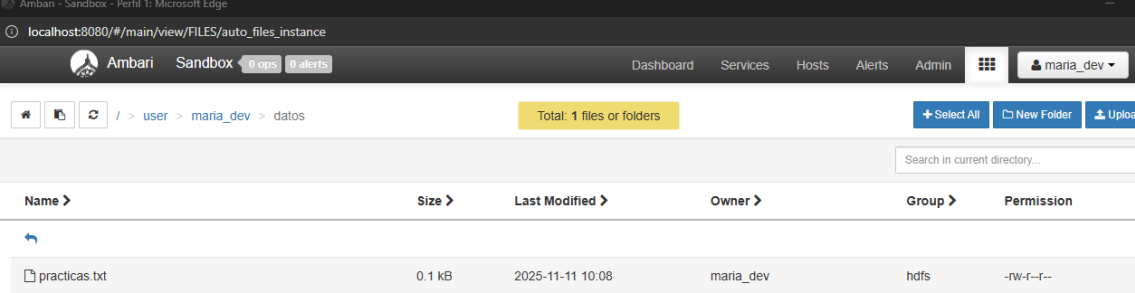 Ambari - Sandbox - Perfil 1: Microsoft Edge
localhost:8080/#/main/view/FILES/auto_files_instance
Ambari Sandbox 0 ops 0 alerts Dashboard Services Hosts Alerts Admin maria_dev
/ > user > maria_dev > datos Total: 1 files or folders + Select All New Folder Uploa
Search in current directory...
Name Size Last Modified Owner Group Permission
practicas.txt 0.1 kB 2025-11-11 10:08 maria_dev hdfs -rw-r--r--